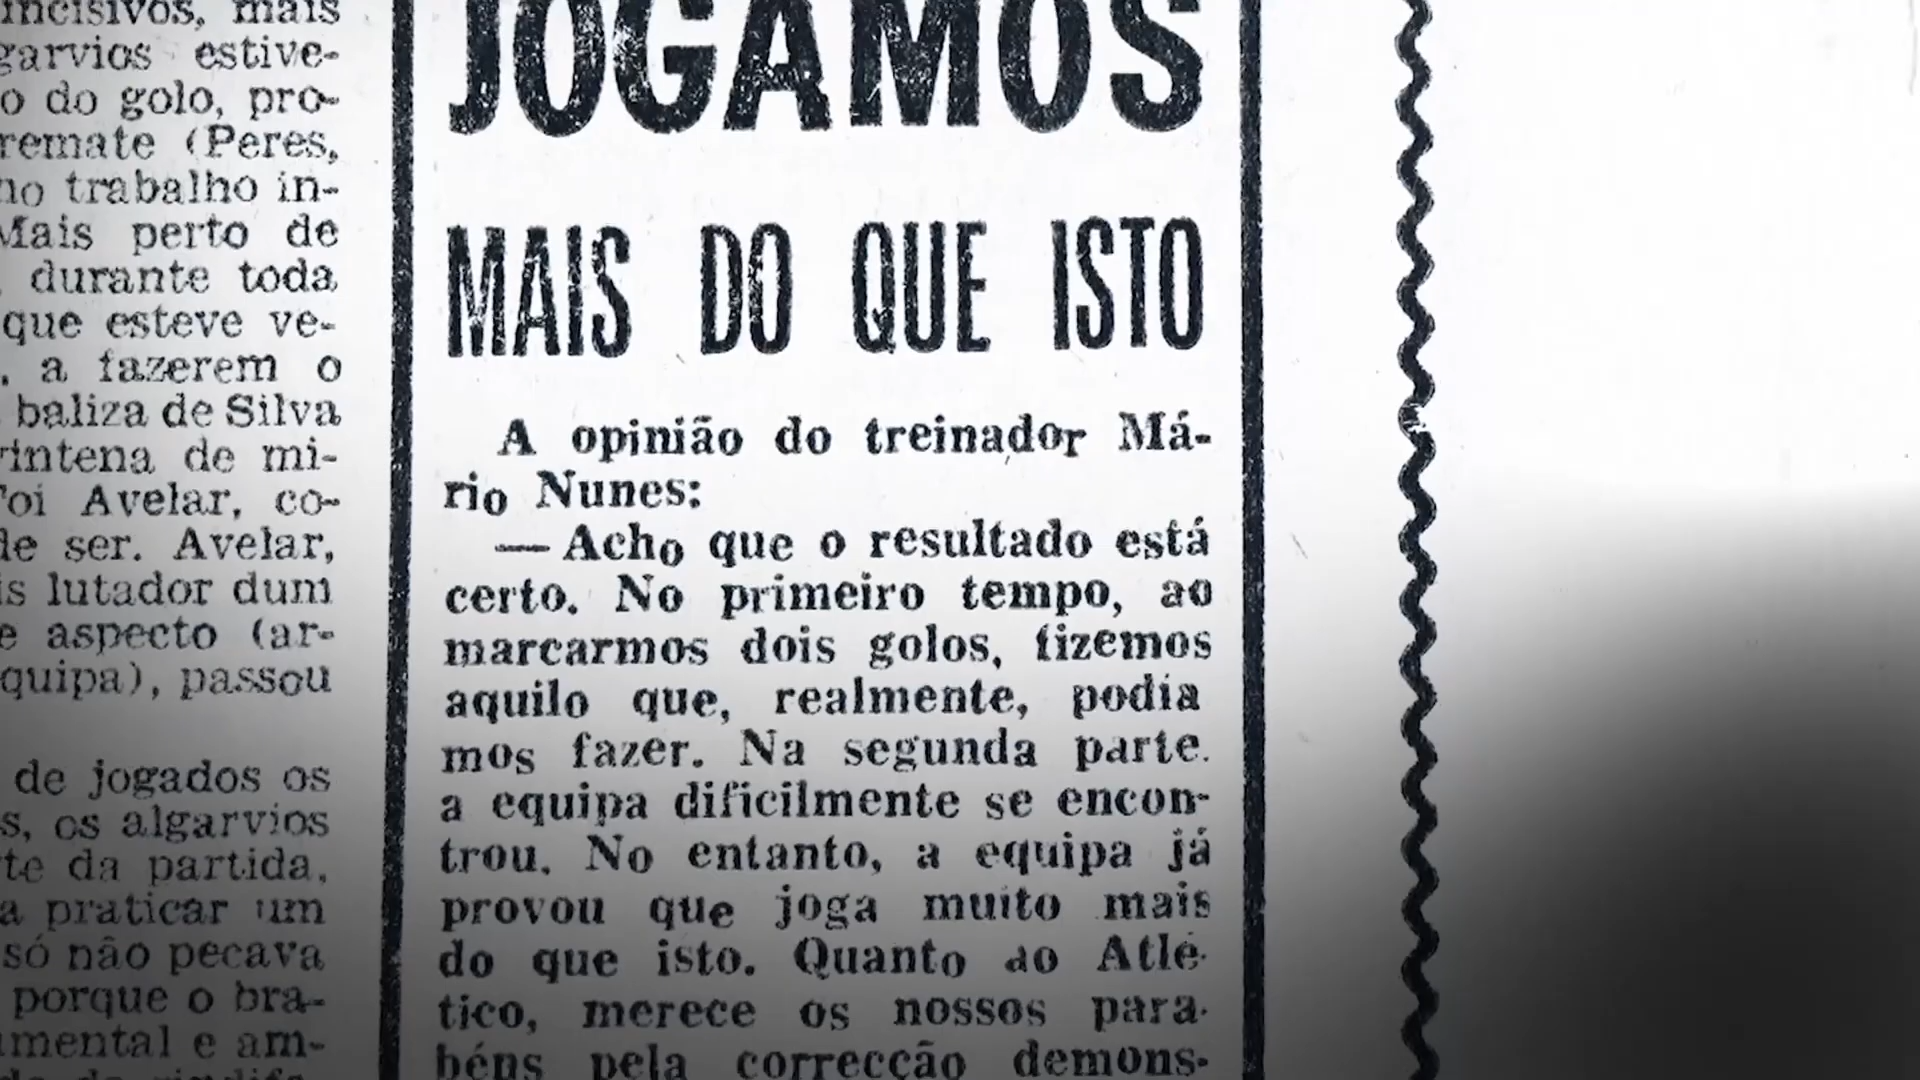 incisivos, mais
garvios estive-
o do golo, pro-
remate (Peres,
no trabalho in-
Mais perto de
durante toda
que esteve ve-
, a fazerem o
baliza de Silva
rintena de mi-
Foi Avelar, co-
de ser. Avelar,
is lutador dum
e aspecto (ar-
quipa), passou
de jogados os
s, os algarvios
te da partida,
a praticar um
só não pecava
porque o bra-
amental e am-
JOGAMOS
MAIS DO QUE ISTO
A opinião do treinador Má-
rio Nunes:
— Acho que o resultado está
certo. No primeiro tempo, ao
marcarmos dois golos, fizemos
aquilo que, realmente, podia
mos fazer. Na segunda parte.
a equipa dificilmente se encon-
trou. No entanto, a equipa já
provou que joga muito mais
do que isto. Quanto ao Atlé-
tico, merece os nossos para-
béns pela correcção demons-